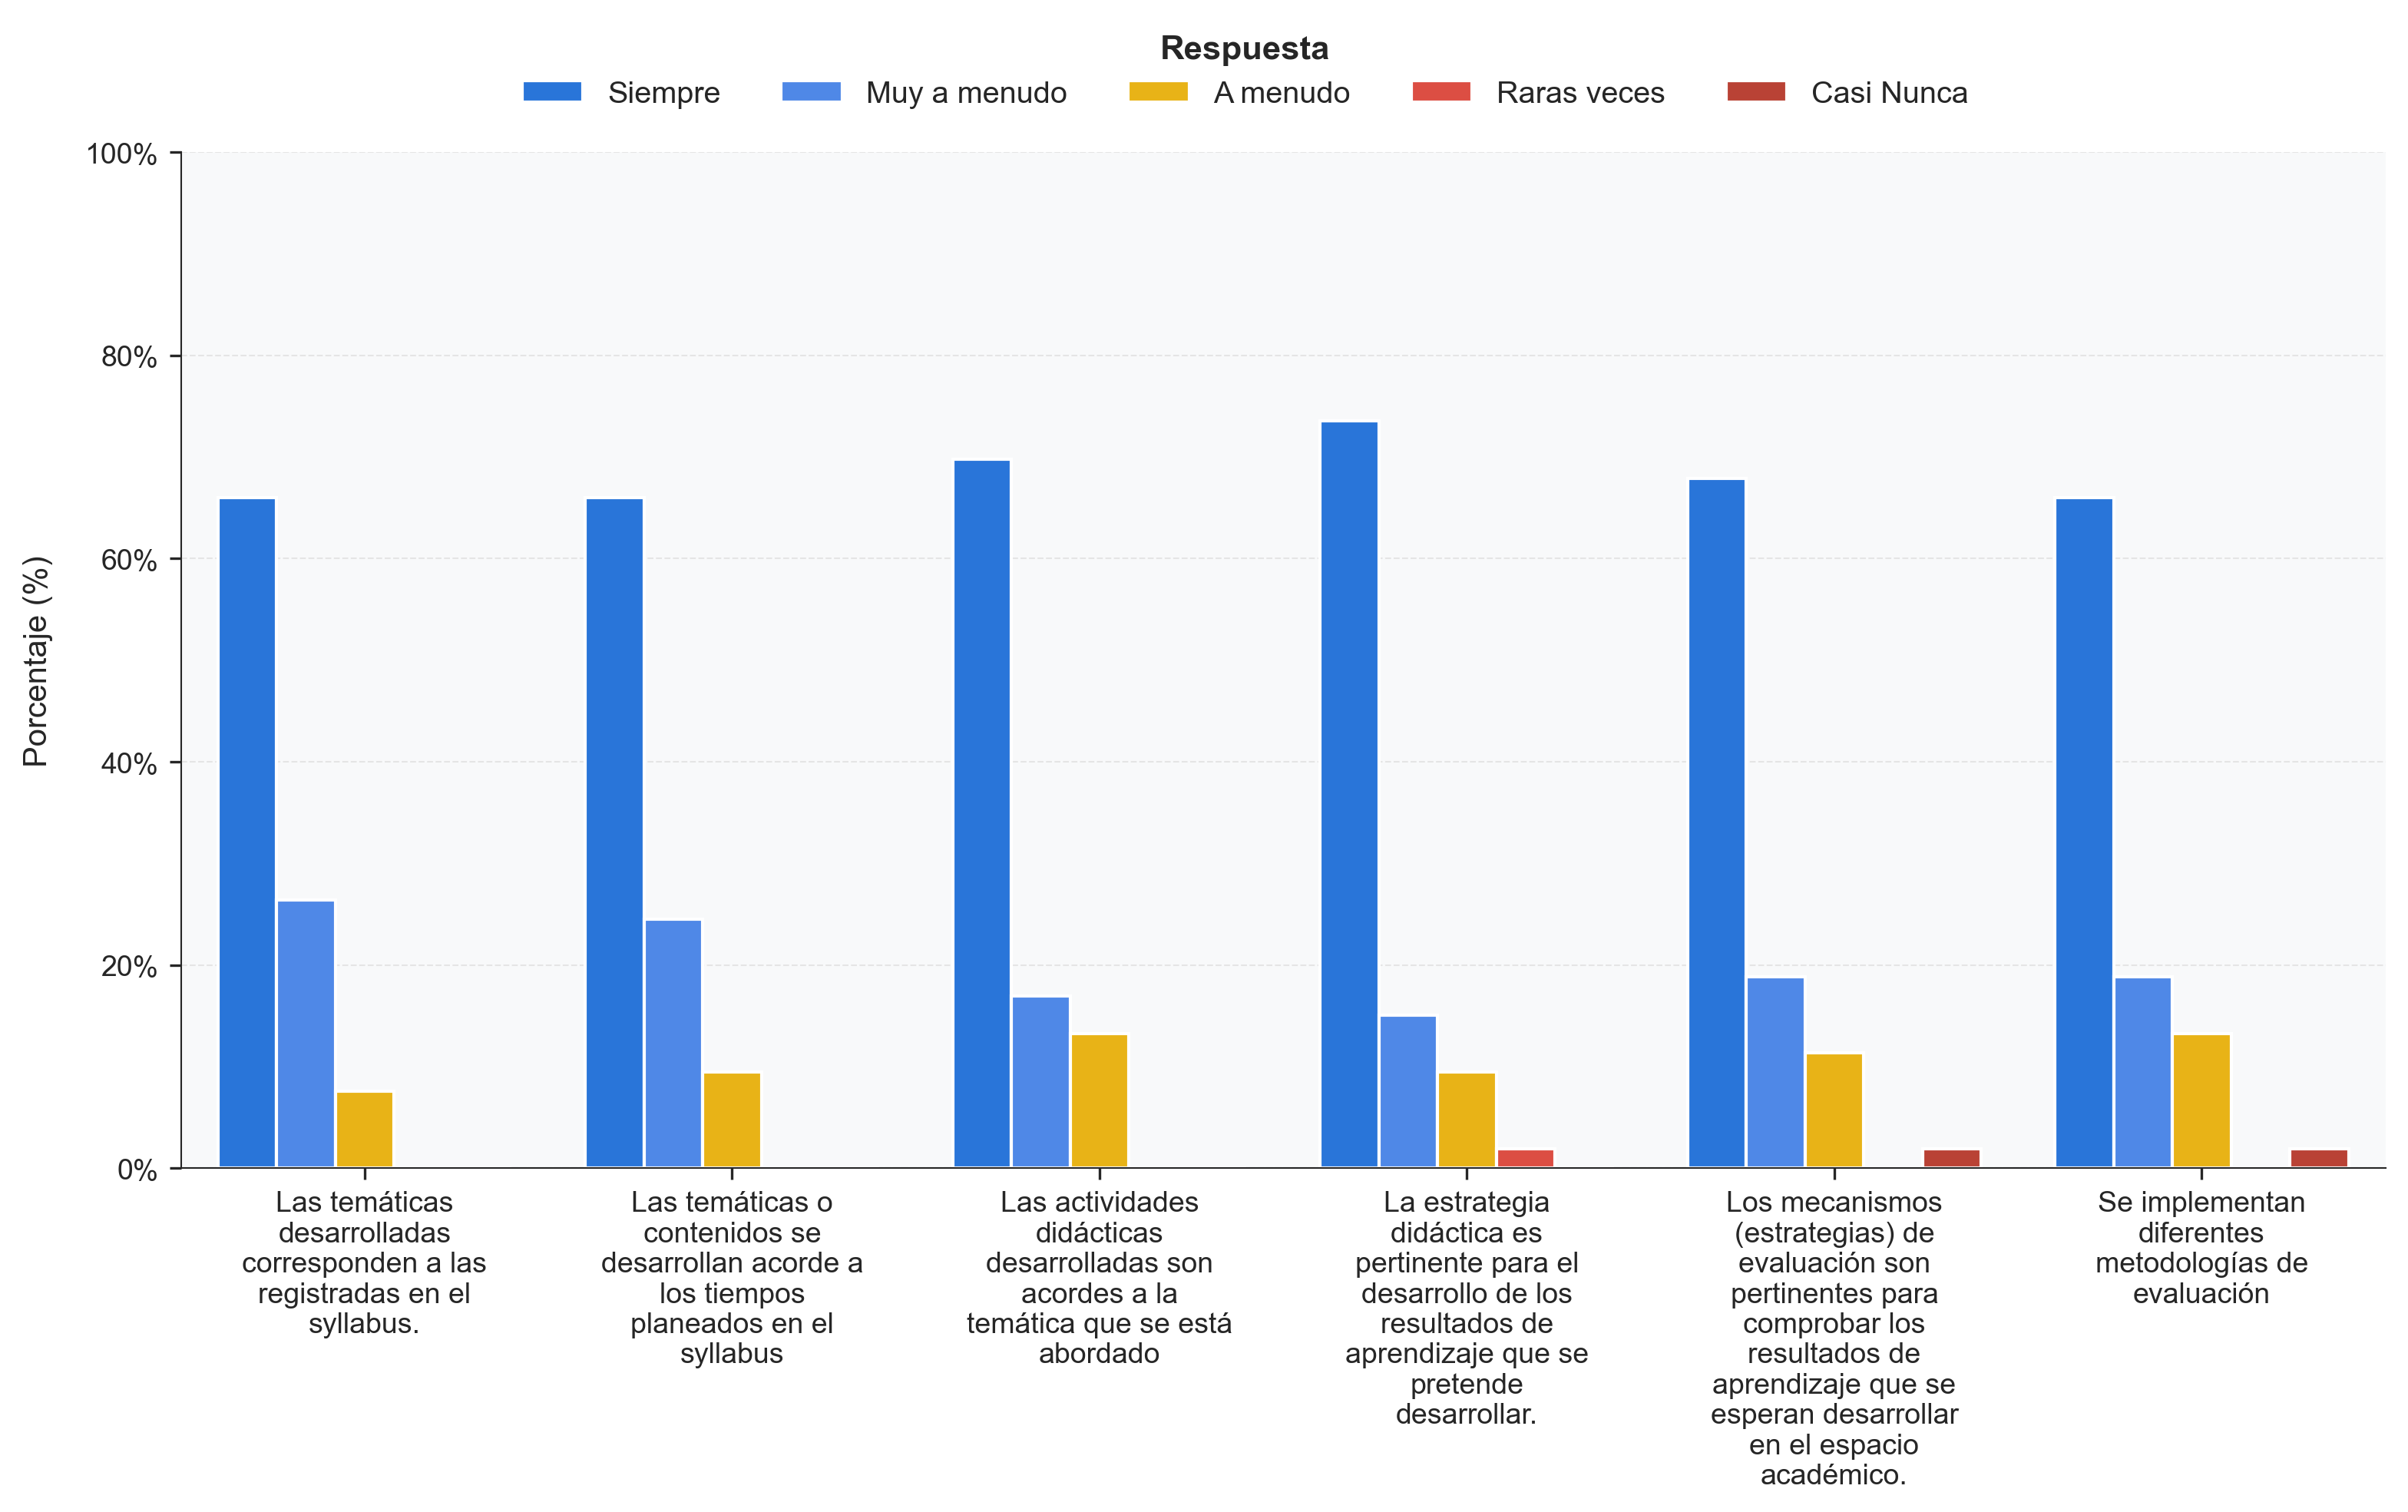 Respuesta
Siempre
Muy a menudo
A menudo
Raras veces
Casi Nunca
100%
80%
60%
40%
20%
0%
Porcentaje (%)
Las temáticas
desarrolladas
corresponden a las
registradas en el
syllabus.
Las temáticas o
contenidos se
desarrollan acorde a
los tiempos
planeados en el
syllabus
Las actividades
didácticas
desarrolladas son
acordes a la
temática que se está
abordado
La estrategia
didáctica es
pertinente para el
desarrollo de los
resultados de
aprendizaje que se
pretende
desarrollar.
Los mecanismos
(estrategias) de
evaluación son
pertinentes para
comprobar los
resultados de
aprendizaje que se
esperan desarrollar
en el espacio
académico.
Se implementan
diferentes
metodologías de
evaluación